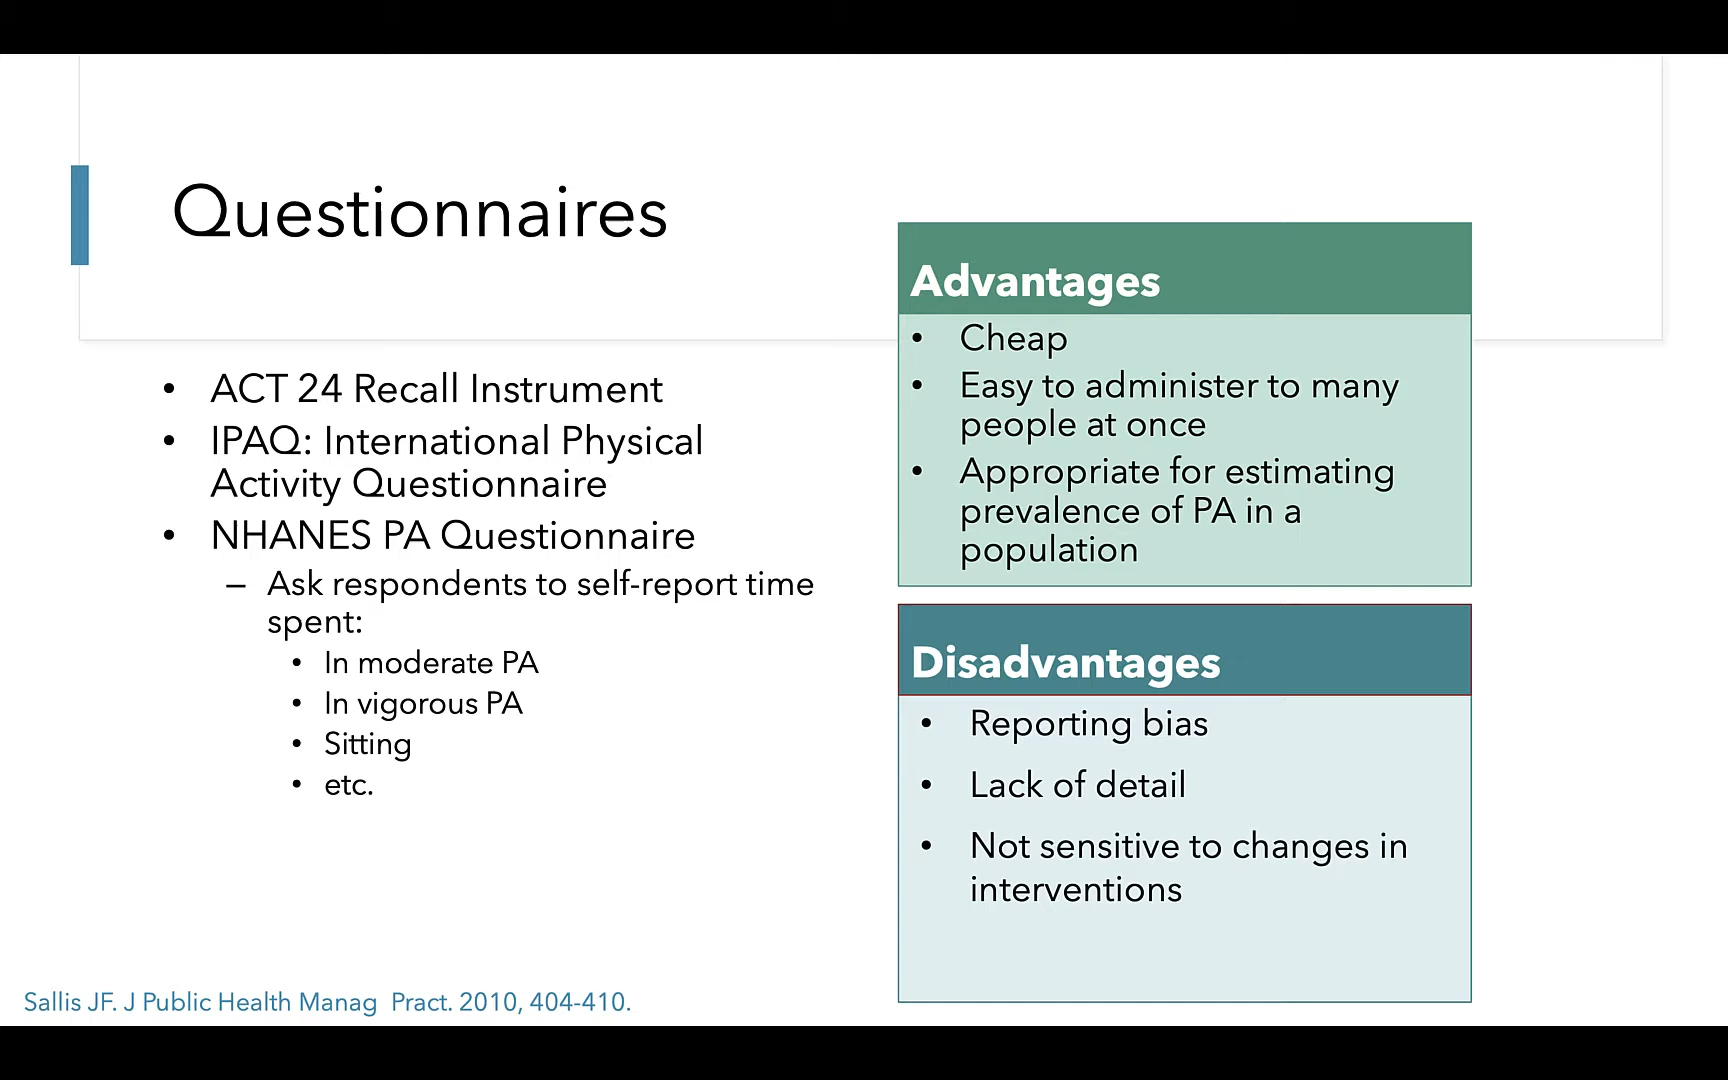 Questionnaires
• ACT 24 Recall Instrument
• IPAQ: International Physical
Activity Questionnaire
• NHANES PA Questionnaire
– Ask respondents to self-report time
spent:
• In moderate PA
• In vigorous PA
• Sitting
• etc.
Advantages
• Cheap
• Easy to administer to many
people at once
• Appropriate for estimating
prevalence of PA in a
population
Disadvantages
• Reporting bias
• Lack of detail
• Not sensitive to changes in
interventions
Sallis JF. J Public Health Manag  Pract. 2010, 404-410.